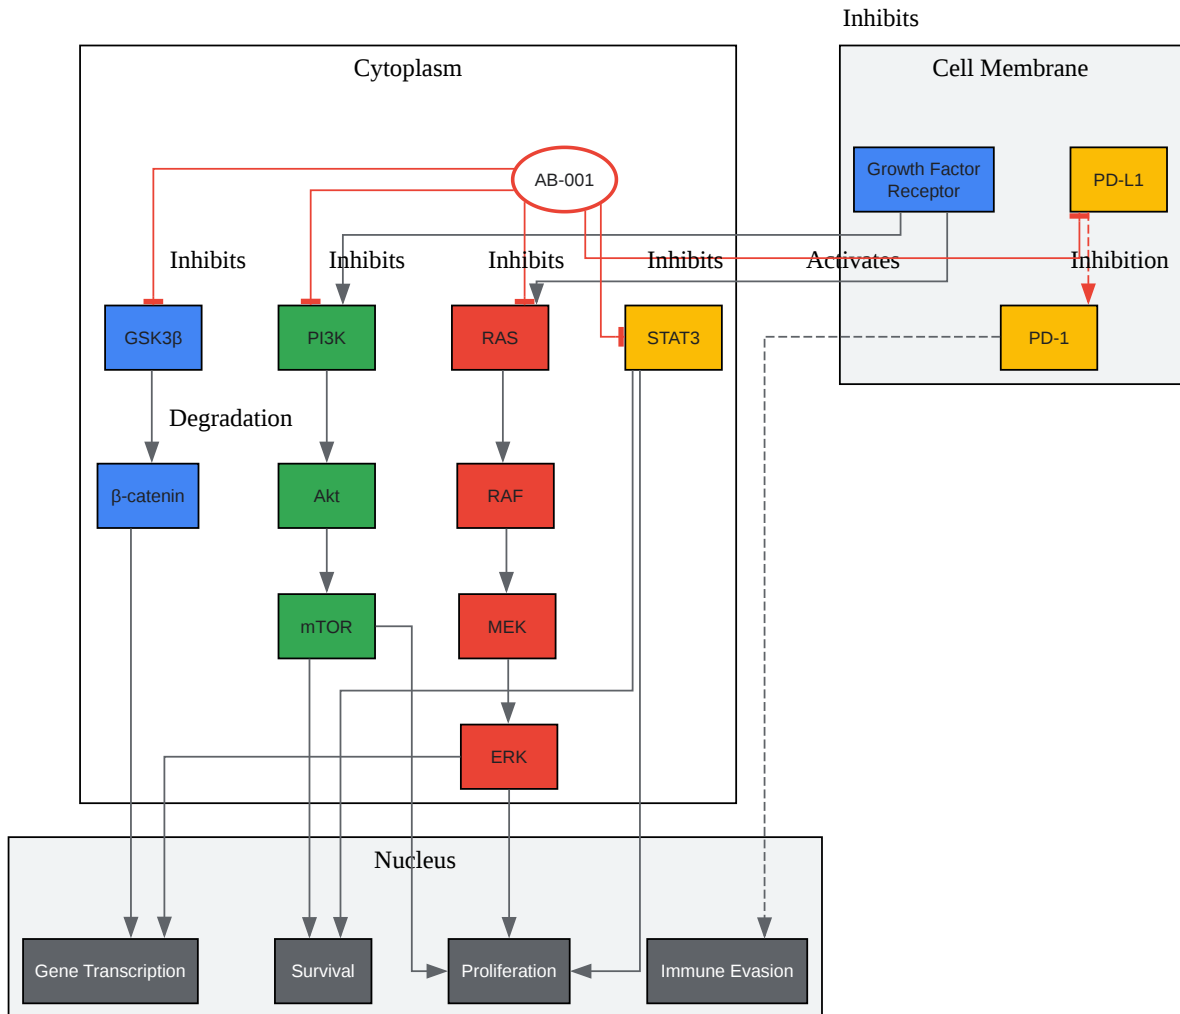 Inhibits
Cytoplasm
Cell Membrane
AB-001
Growth Factor
Receptor
PD-L1
Inhibits
Inhibits
Inhibits
Inhibits
Activates
Inhibition
GSK3β
PI3K
RAS
STAT3
PD-1
Degradation
β-catenin
Akt
RAF
mTOR
MEK
ERK
Nucleus
Gene Transcription
Survival
Proliferation
Immune Evasion